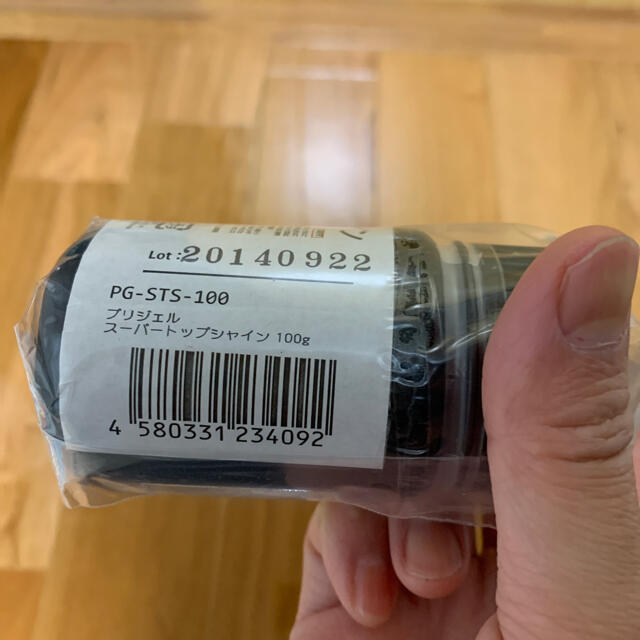 Lot: 20140922
PG-STS-100
プリジェル
スーパートップシャイン 100g
4 580331 234092